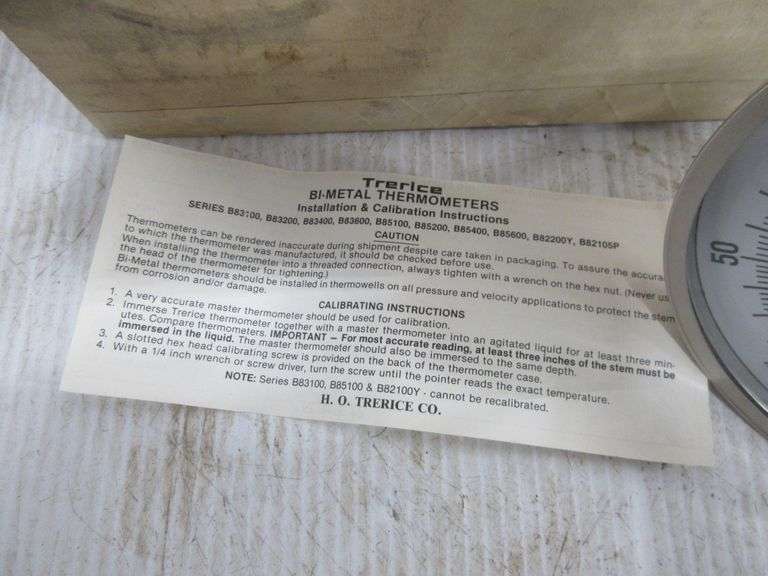 Trerice
BI-METAL THERMOMETERS
Installation & Calibration Instructions
SERIES B83100, B83200, B83400, B83600, B85100, B85200, B85400, B85600, B82200Y, B82105P
CAUTION
Thermometers can be rendered inaccurate during shipment despite care taken in packaging. To assure the accura
to which the thermometer was manufactured, it should be checked before use.
When installing the thermometer into a threaded connection, always tighten with a wrench on the hex nut. (Never us
the head of the thermometer for tightening.)
Bi-Metal thermometers should be installed in thermowells on all pressure and velocity applications to protect the stem
from corrosion and/or damage.
CALIBRATING INSTRUCTIONS
1. A very accurate master thermometer should be used for calibration.
2. Immerse Trerice thermometer together with a master thermometer into an agitated liquid for at least three min-
utes. Compare thermometers. IMPORTANT — For most accurate reading, at least three inches of the stem must be
immersed in the liquid. The master thermometer should also be immersed to the same depth.
3. A slotted hex head calibrating screw is provided on the back of the thermometer case.
4. With a 1/4 inch wrench or screw driver, turn the screw until the pointer reads the exact temperature.
NOTE: Series B83100, B85100 & B82100Y - cannot be recalibrated.
H. O. TRERICE CO.
50